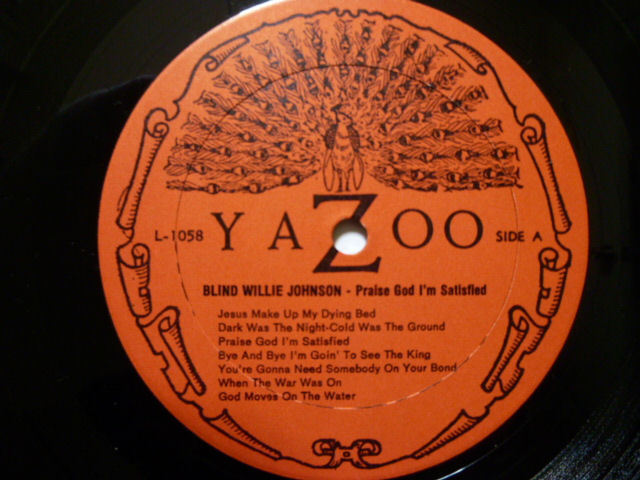 L-1058 YAZOO SIDE A
BLIND WILLIE JOHNSON - Praise God I'm Satisfied
Jesus Make Up My Dying Bed
Dark Was The Night-Cold Was The Ground
Praise God I'm Satisfied
Bye And Bye I'm Goin' To See The King
You're Gonna Need Somebody On Your Bond
When The War Was On
God Moves On The Water